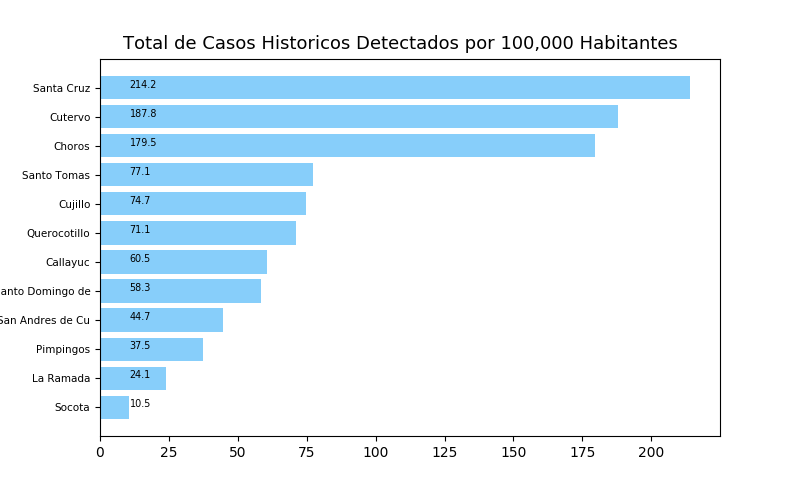 Total de Casos Historicos Detectados por 100,000 Habitantes
Santa Cruz 214.2
Cutervo 187.8
Choros 179.5
Santo Tomas 77.1
Cujillo 74.7
Querocotillo 71.1
Callayuc 60.5
anto Domingo de 58.3
San Andres de Cu 44.7
Pimpingos 37.5
La Ramada 24.1
Socota 10.5
0 25 50 75 100 125 150 175 200